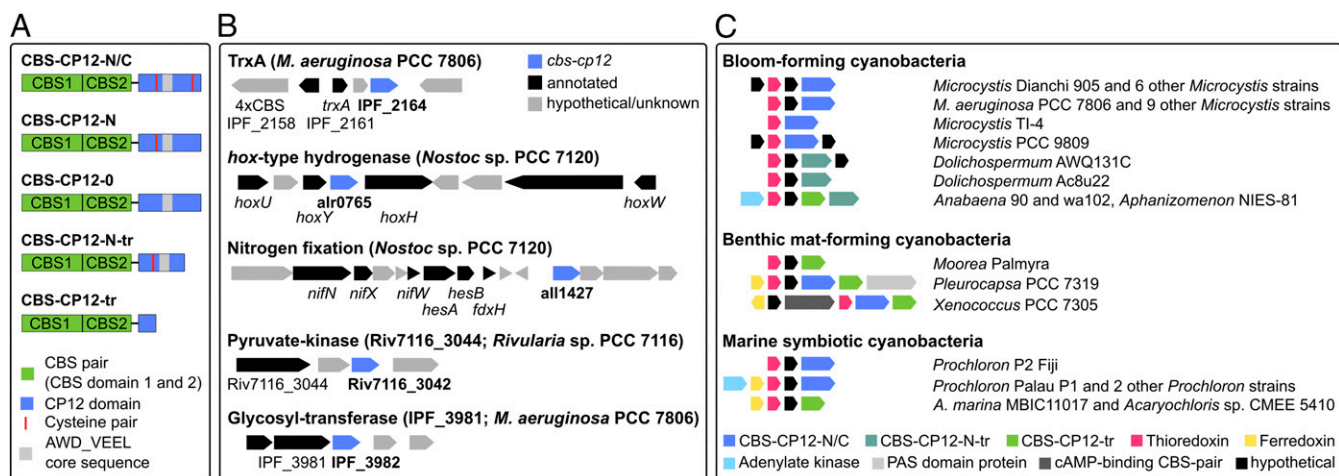 A
CBS-CP12-N/C
CBS1 CBS2
CBS-CP12-N
CBS1 CBS2
CBS-CP12-0
CBS1 CBS2
CBS-CP12-N-tr
CBS1 CBS2
CBS-CP12-tr
CBS1 CBS2
CBS pair
(CBS domain 1 and 2)
CP12 domain
Cysteine pair
AWD_VEEL
core sequence
B
TrxA (M. aeruginosa PCC 7806)
cbs-cp12
annotated
hypothetical/unknown
4xCBS trxA IPF_2164
IPF_2158 IPF_2161
hox-type hydrogenase (Nostoc sp. PCC 7120)
hoxU alr0765 hoxW
hoxY hoxH
Nitrogen fixation (Nostoc sp. PCC 7120)
nifN nifX nifW hesB all1427
hesA fdxH
Pyruvate-kinase (Riv7116_3044; Rivularia sp. PCC 7116)
Riv7116_3044 Riv7116_3042
Glycosyl-transferase (IPF_3981; M. aeruginosa PCC 7806)
IPF_3981 IPF_3982
C
Bloom-forming cyanobacteria
Microcystis Dianchi 905 and 6 other Microcystis strains
M. aeruginosa PCC 7806 and 9 other Microcystis strains
Microcystis TI-4
Microcystis PCC 9809
Dolichospermum AWQ131C
Dolichospermum Ac8u22
Anabaena 90 and wa102, Aphanizomenon NIES-81
Benthic mat-forming cyanobacteria
Moorea Palmyra
Pleurocapsa PCC 7319
Xenococcus PCC 7305
Marine symbiotic cyanobacteria
Prochloron P2 Fiji
Prochloron Palau P1 and 2 other Prochloron strains
A. marina MBIC11017 and Acaryochloris sp. CMEE 5410
CBS-CP12-N/C CBS-CP12-N-tr CBS-CP12-tr Thioredoxin Ferredoxin
Adenylate kinase PAS domain protein cAMP-binding CBS-pair hypothetical